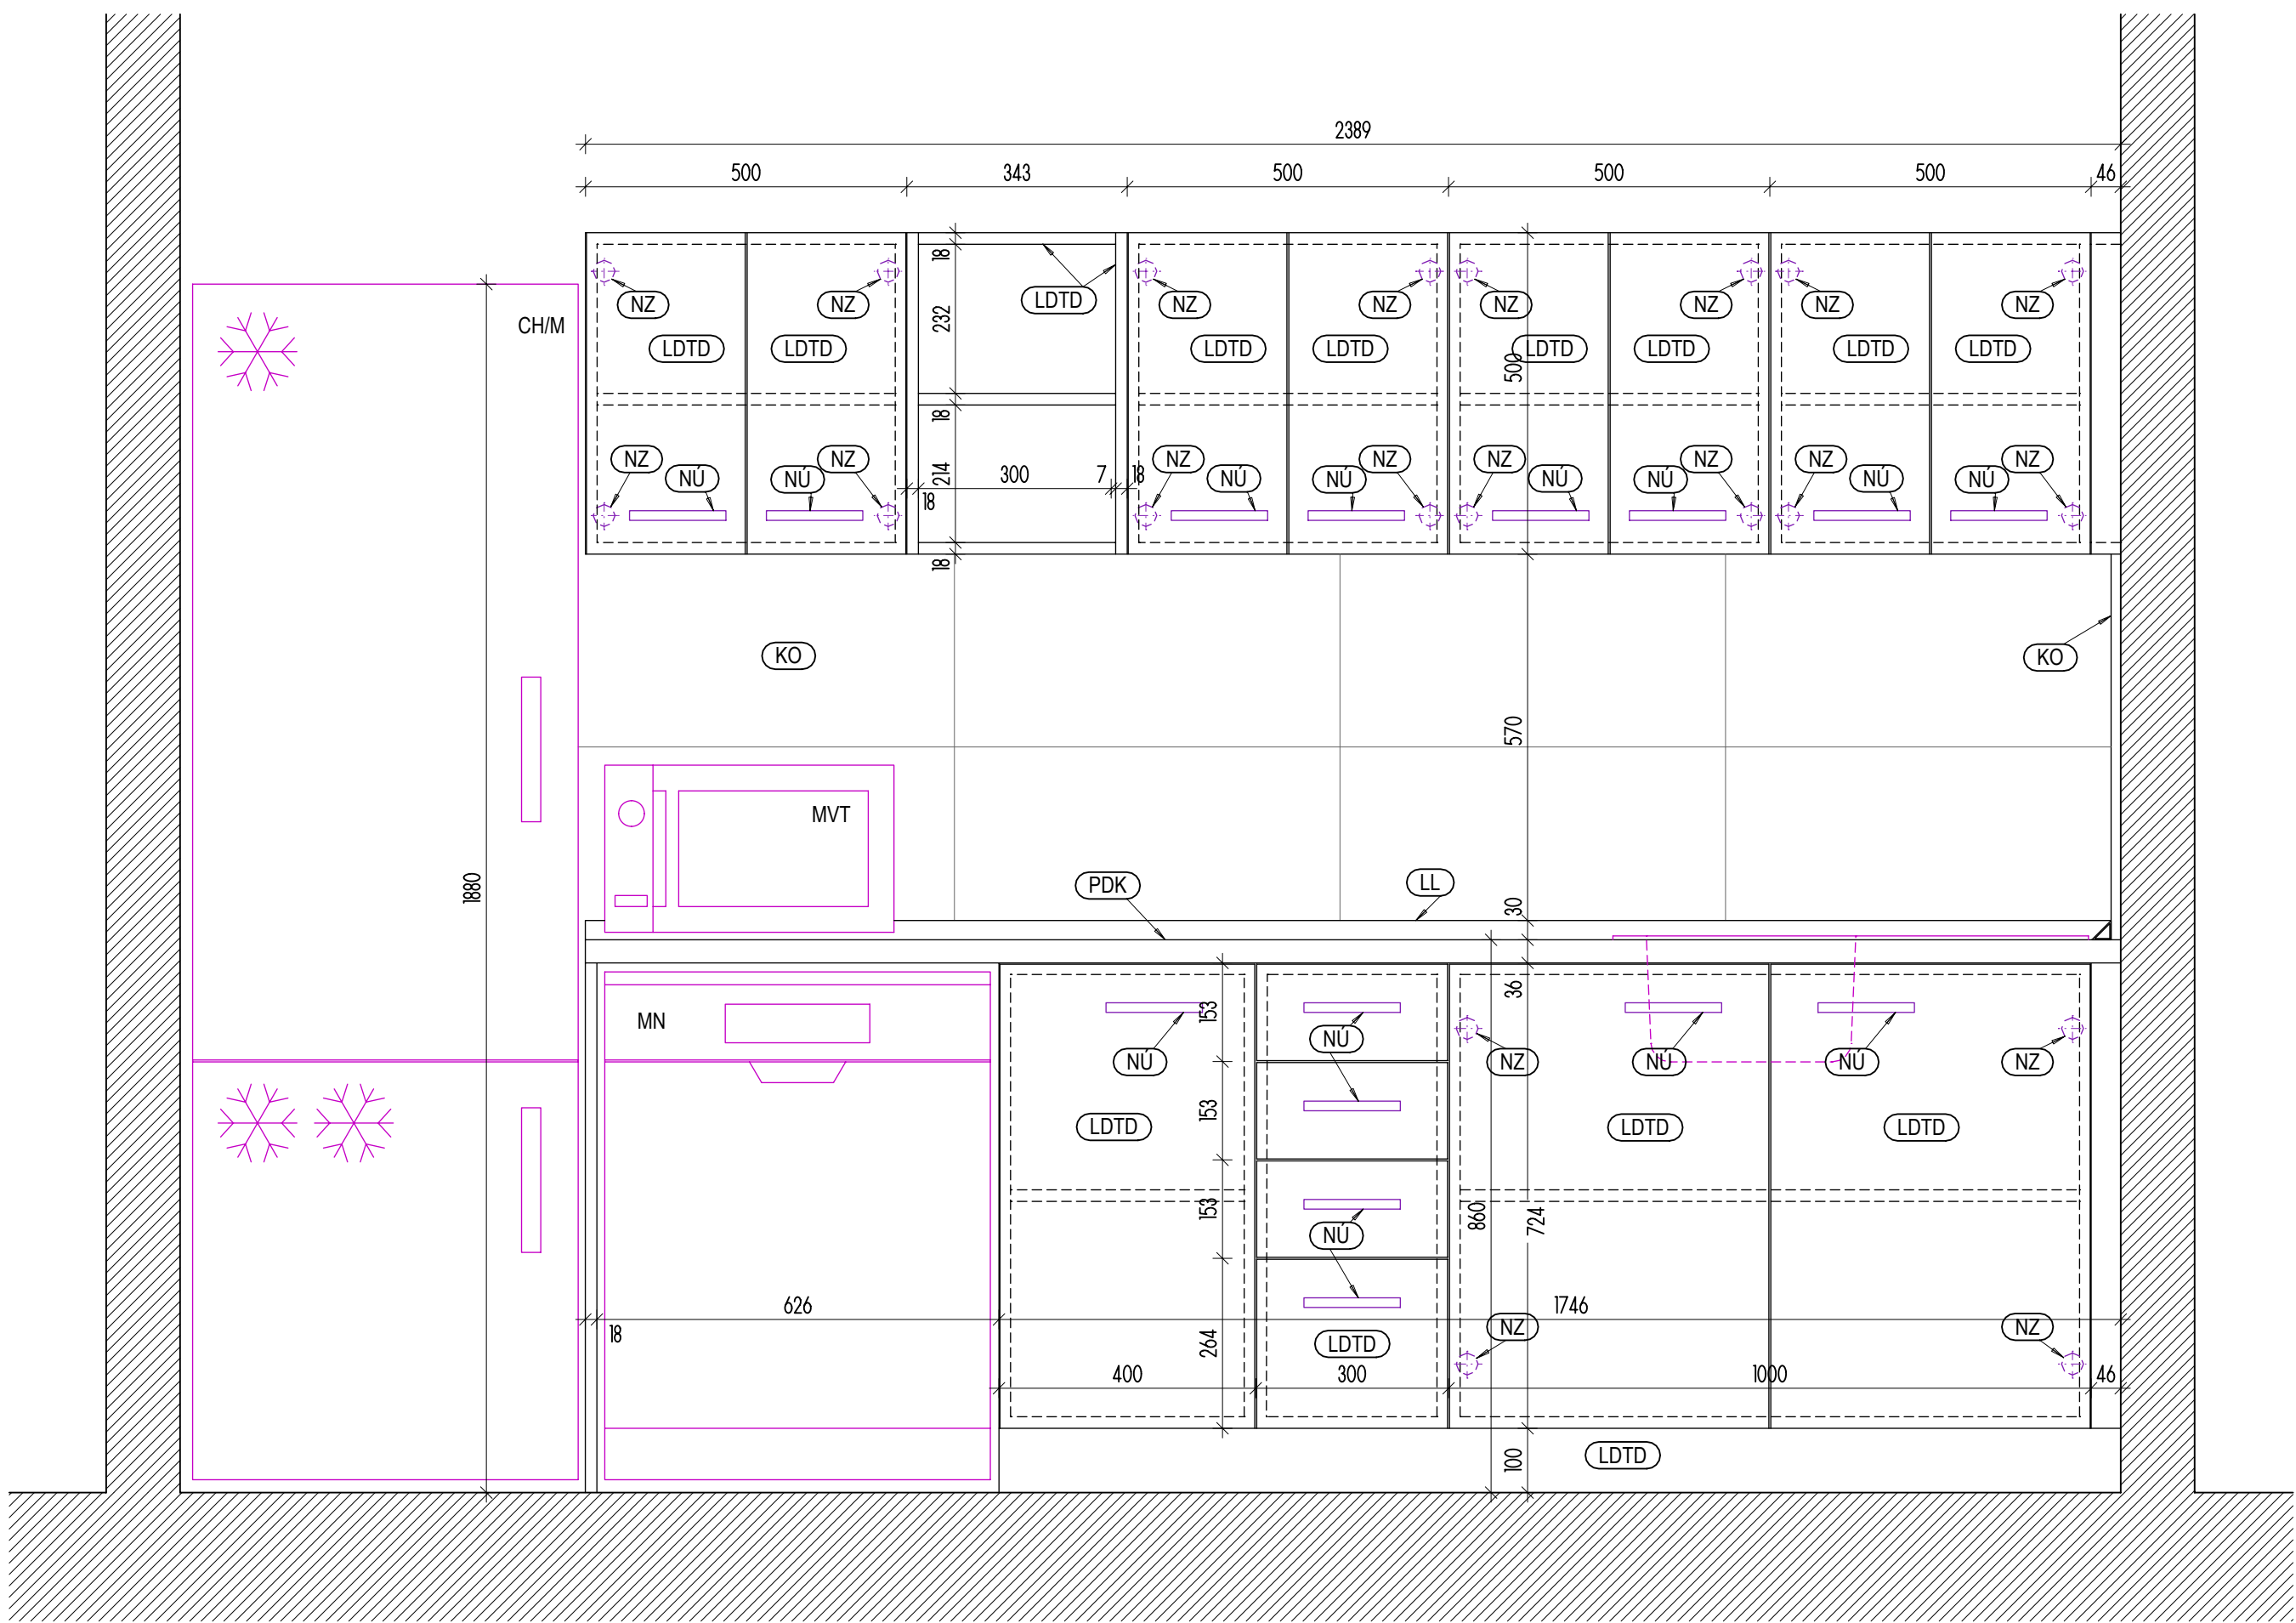 2389
500 343 500 500 500 46
18
CH/M
NZ NZ LDTD NZ NZ NZ NZ NZ NZ
232
LDTD LDTD LDTD LDTD LDTD LDTD LDTD LDTD
500
18
NZ NÚ NÚ NZ NZ NÚ NÚ NZ NZ NÚ NÚ NZ NZ NÚ NÚ NZ
214 300 7 18
18
18
KO KO
570
MVT
1880
PDK LL
30
36
153
MN
NÚ NÚ NZ NÚ NÚ NZ
153
LDTD LDTD LDTD
153
NÚ
860 724
626 1746
18
NZ NZ
264
LDTD
400 300 1000 46
100
LDTD